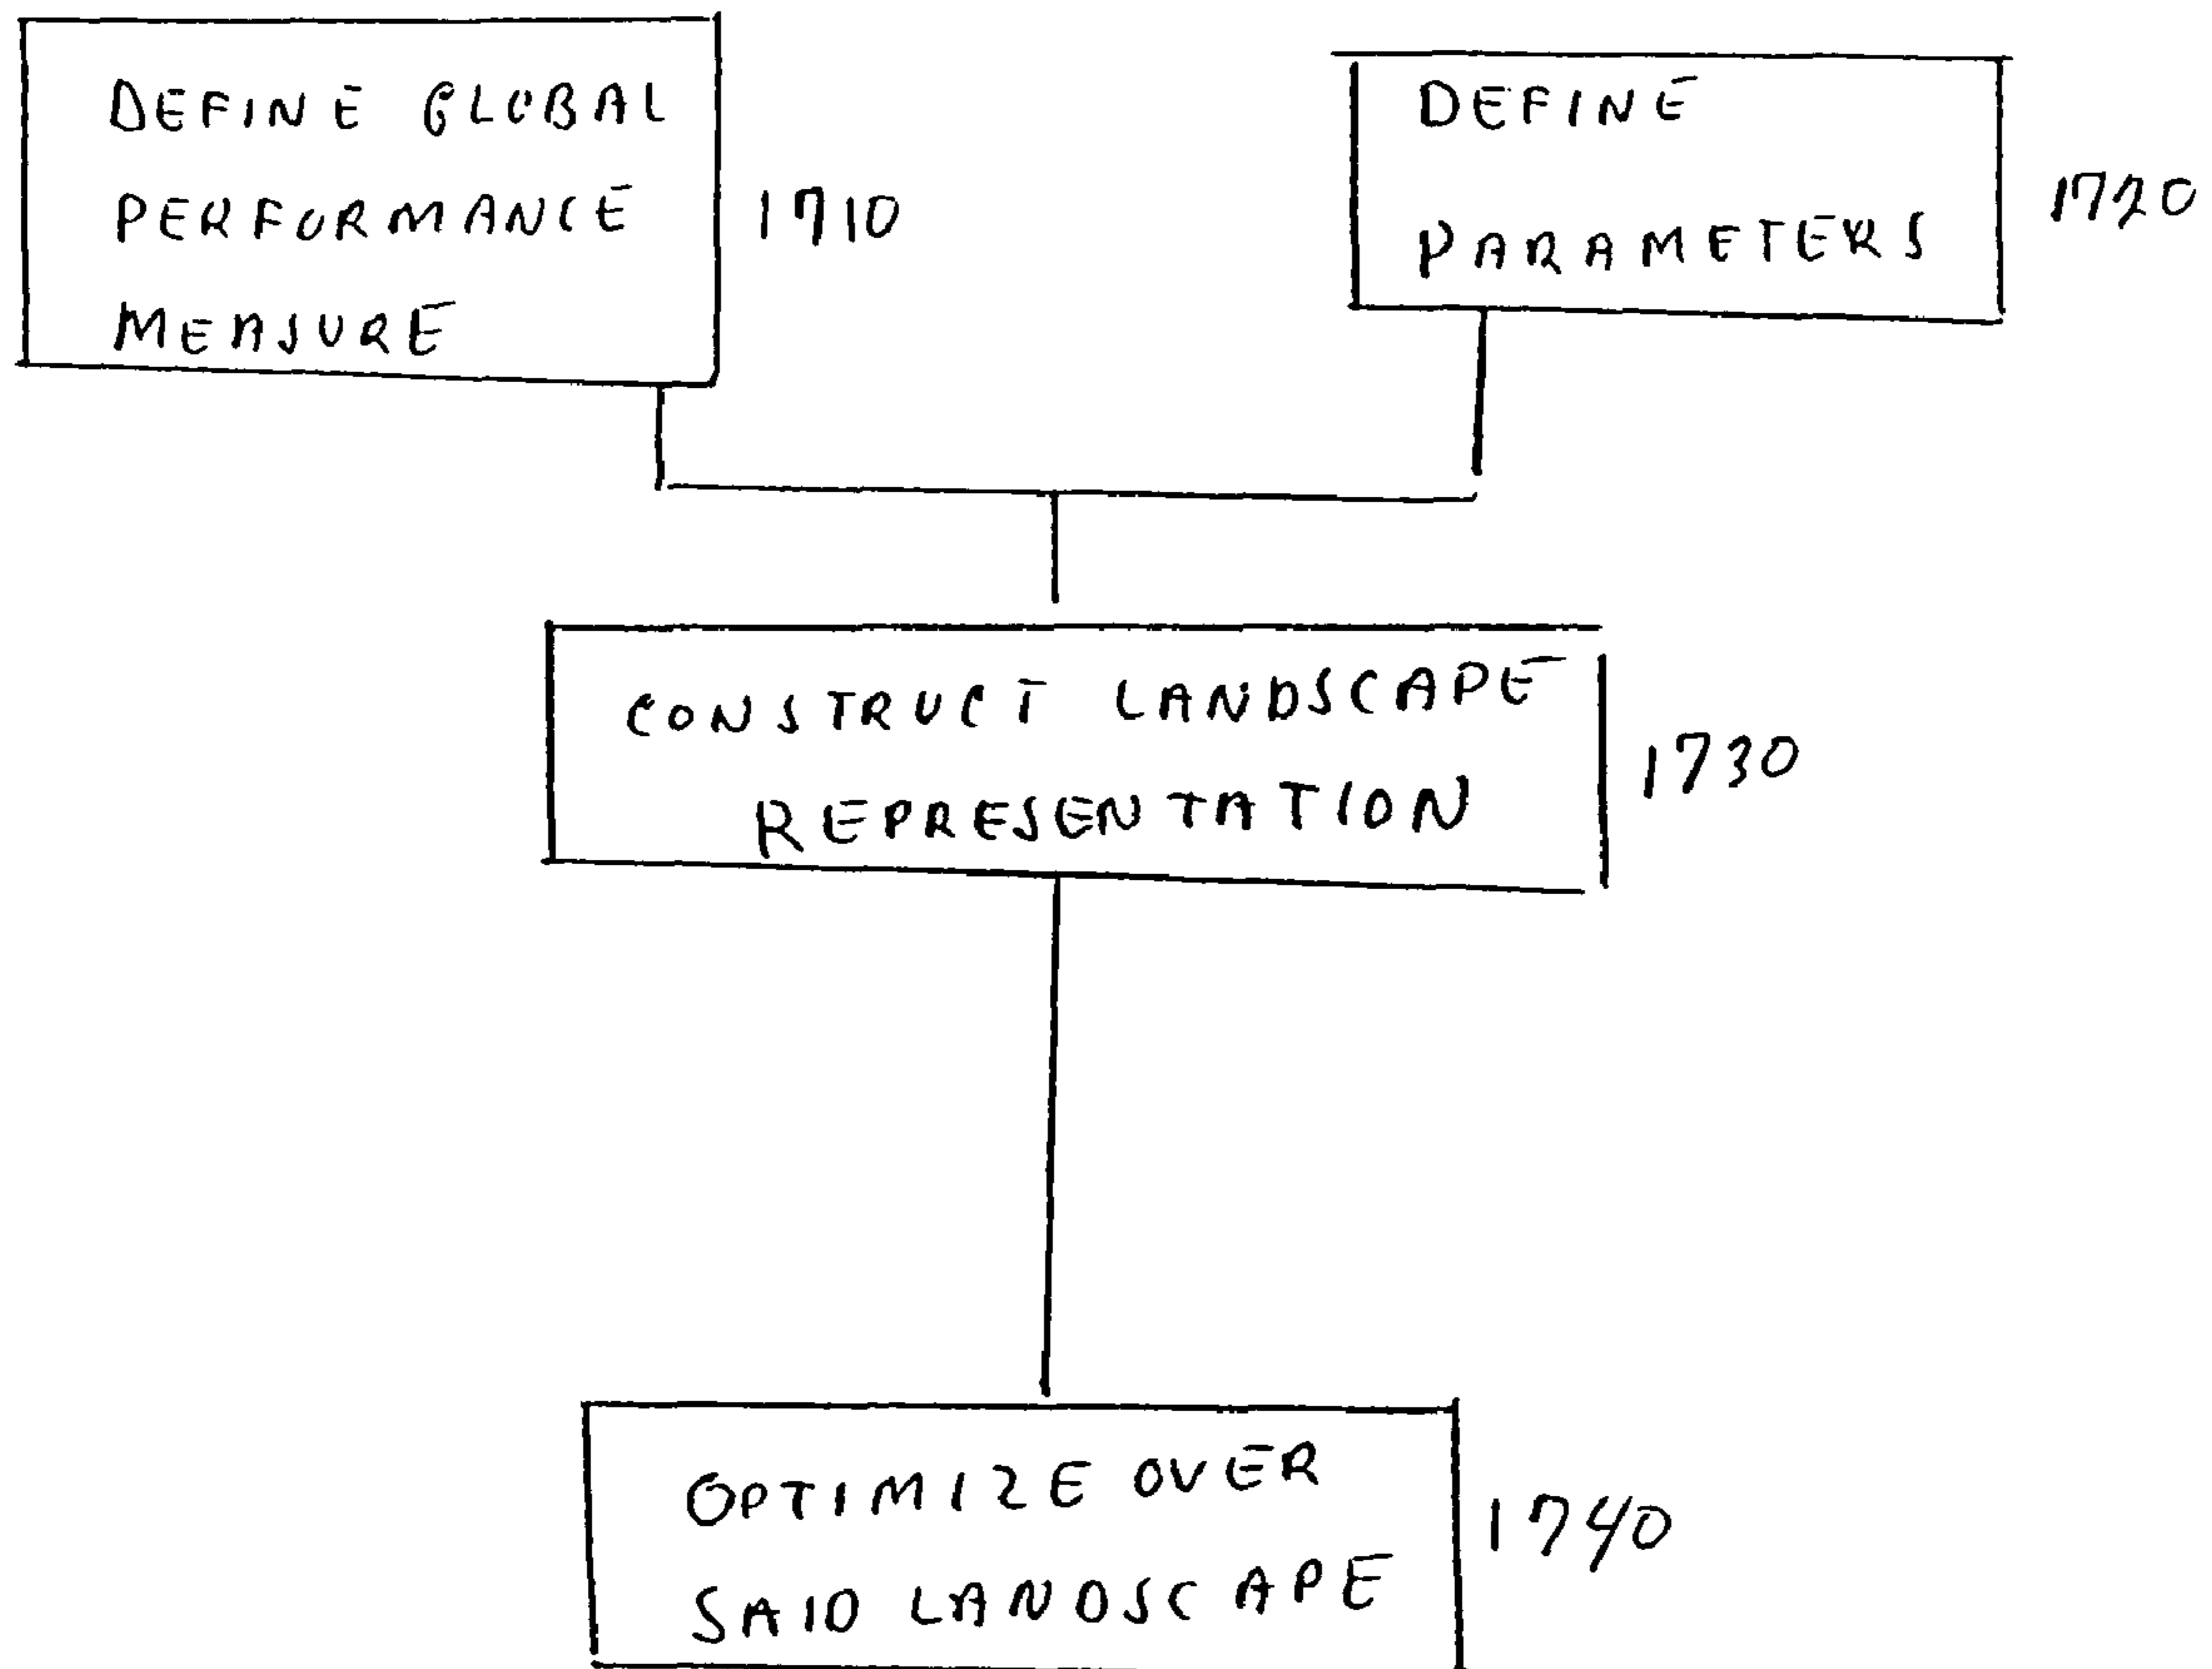 DEFINE GLOBAL
PERFORMANCE
MEASURE
1710
DEFINE
PARAMETERS
1720
CONSTRUCT LANDSCAPE
REPRESENTATION
1730
OPTIMIZE OVER
SAID LANDSCAPE
1740